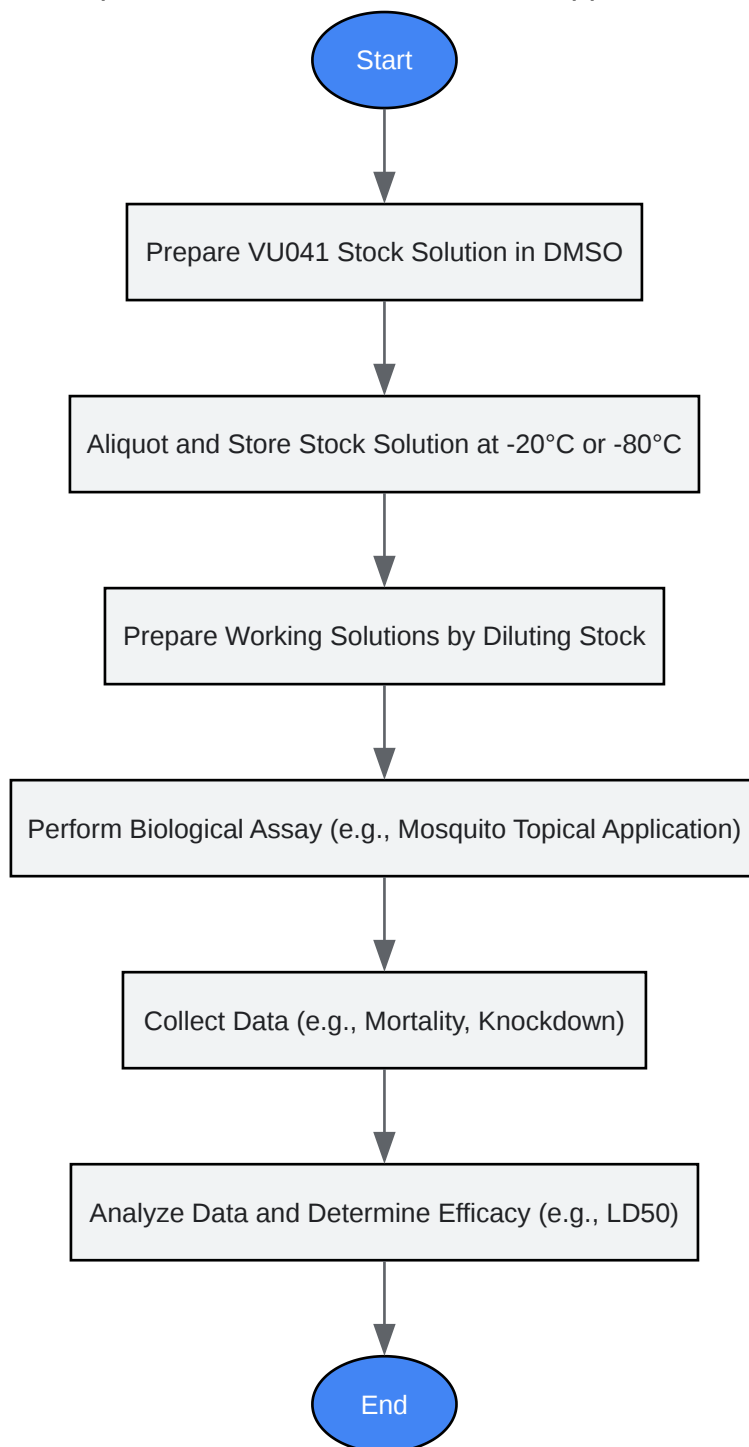 Start
Prepare VU041 Stock Solution in DMSO
Aliquot and Store Stock Solution at -20°C or -80°C
Prepare Working Solutions by Diluting Stock
Perform Biological Assay (e.g., Mosquito Topical Application)
Collect Data (e.g., Mortality, Knockdown)
Analyze Data and Determine Efficacy (e.g., LD50)
End